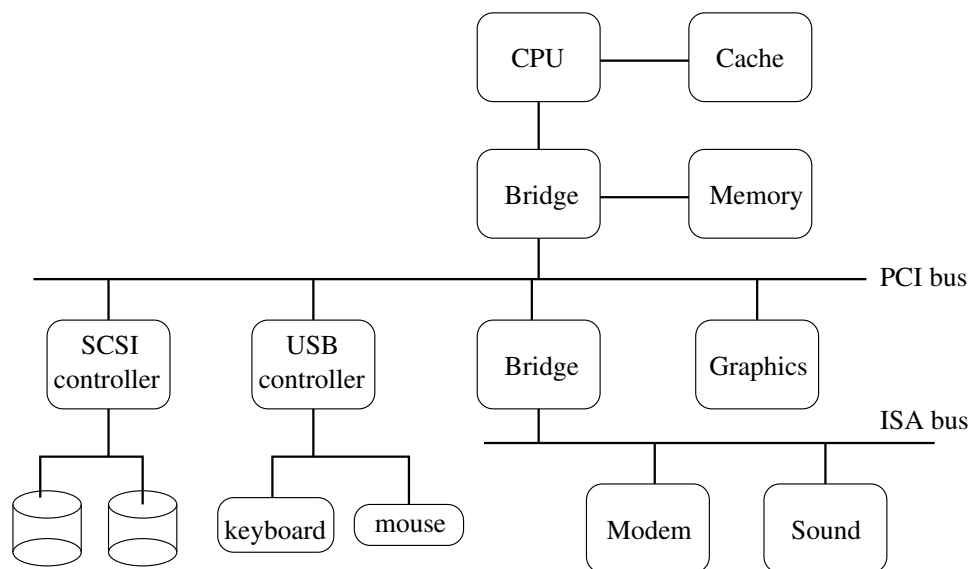 CPU
Cache
Bridge
Memory
PCI bus
SCSI
controller
USB
controller
Bridge
Graphics
ISA bus
keyboard
mouse
Modem
Sound